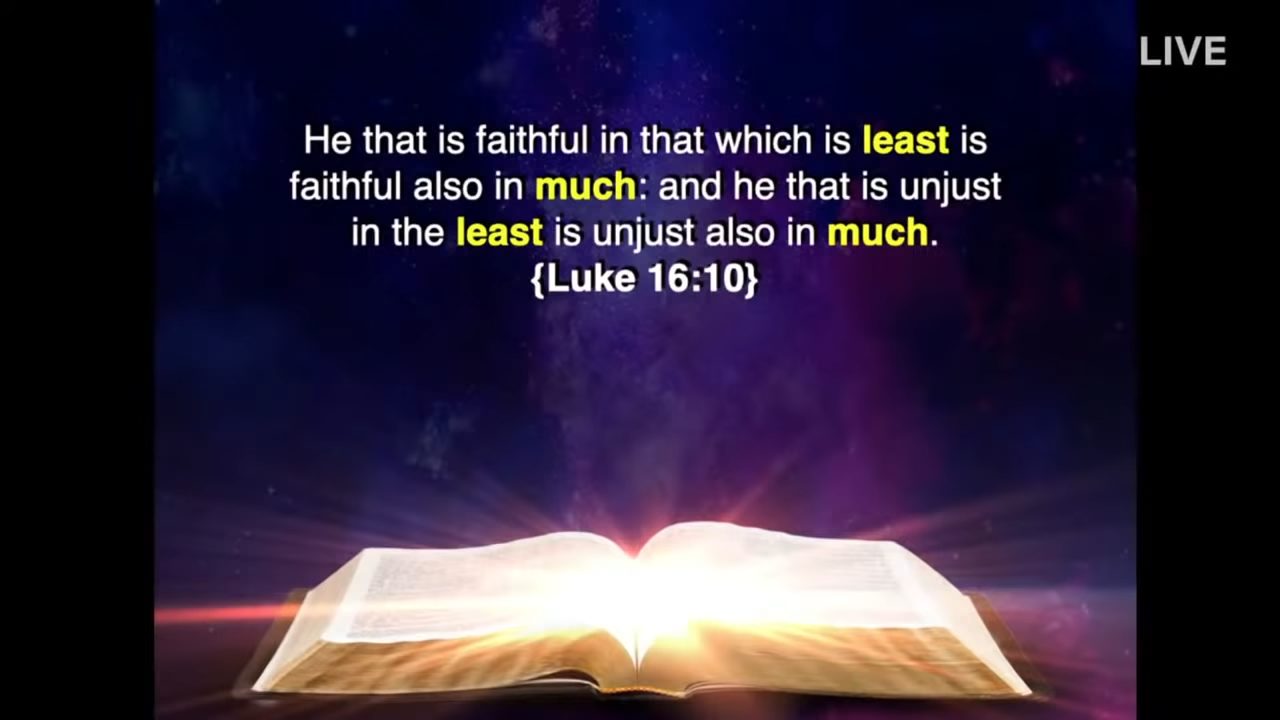 LIVE
He that is faithful in that which is least is
faithful also in much: and he that is unjust
in the least is unjust also in much.
{Luke 16:10}